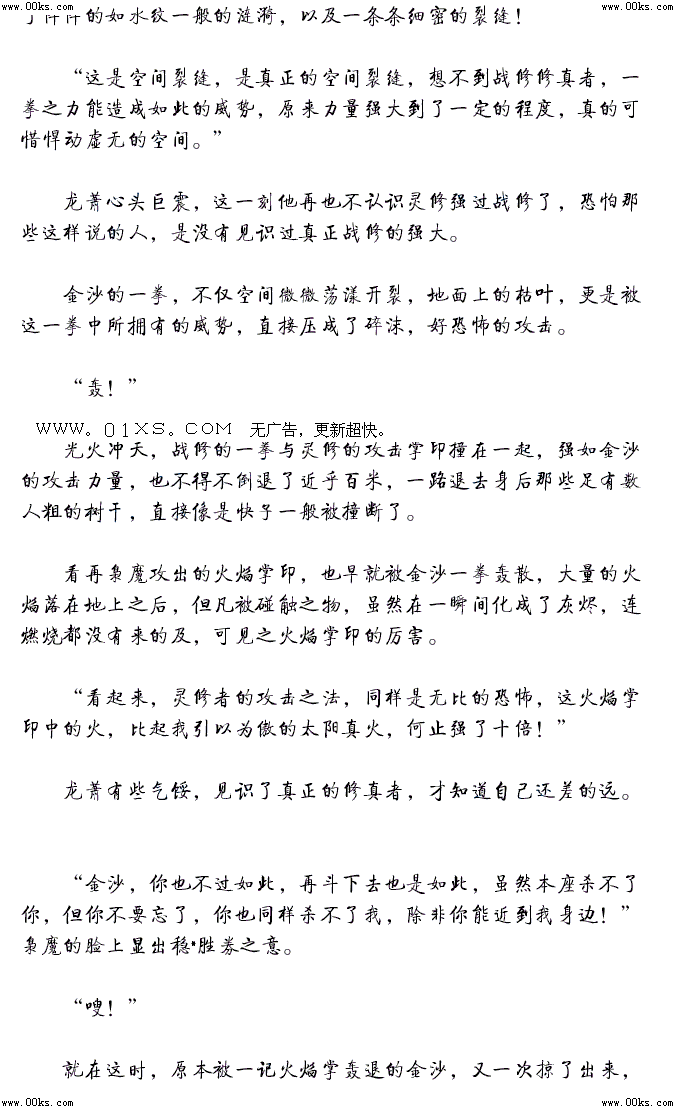 www.00ks.com www.00ks.com
的如水纹一般的涟漪，以及一条条细密的裂缝！
“这是空间裂缝，是真正的空间裂缝，想不到战修修真者，一
拳之力能造成如此的威势，原来力量强大到了一定的程度，真的可
惜悍动虚无的空间。”
龙菁心头巨震，这一刻他再也不认识灵修强过战修了，恐怕那
些这样说的人，是没有见识过真正战修的强大。
金沙的一拳，不仅空间微微荡漾开裂，地面上的枯叶，更是被
这一拳中所拥有的威势，直接压成了碎沫，好恐怖的攻击。
“轰！”
WWW。01XS。COM 无广告，更新超快。
光火冲天，战修的一拳与灵修的攻击掌印撞在一起，强如金沙
的攻击力量，也不得不倒退了近乎百米，一路退去身后那些足有数
人粗的树干，直接像是快子一般被撞断了。
看再枭魔攻出的火焰掌印，也早就被金沙一拳轰散，大量的火
焰落在地上之后，但凡被碰触之物，虽然在一瞬间化成了灰烬，连
燃烧都没有来的及，可见之火焰掌印的厉害。
“看起来，灵修者的攻击之法，同样是无比的恐怖，这火焰掌
印中的火，比起我引以为傲的太阳真火，何止强了十倍！”
龙菁有些气馁，见识了真正的修真者，才知道自己还差的远。
“金沙，你也不过如此，再斗下去也是如此，虽然本座杀不了
你，但你不要忘了，你也同样杀不了我，除非你能近到我身边！”
枭魔的脸上显出稳*胜券之意。
“嗖！”
就在这时，原本被一记火焰掌轰退的金沙，又一次掠了出来，
www.00ks.com www.00ks.com